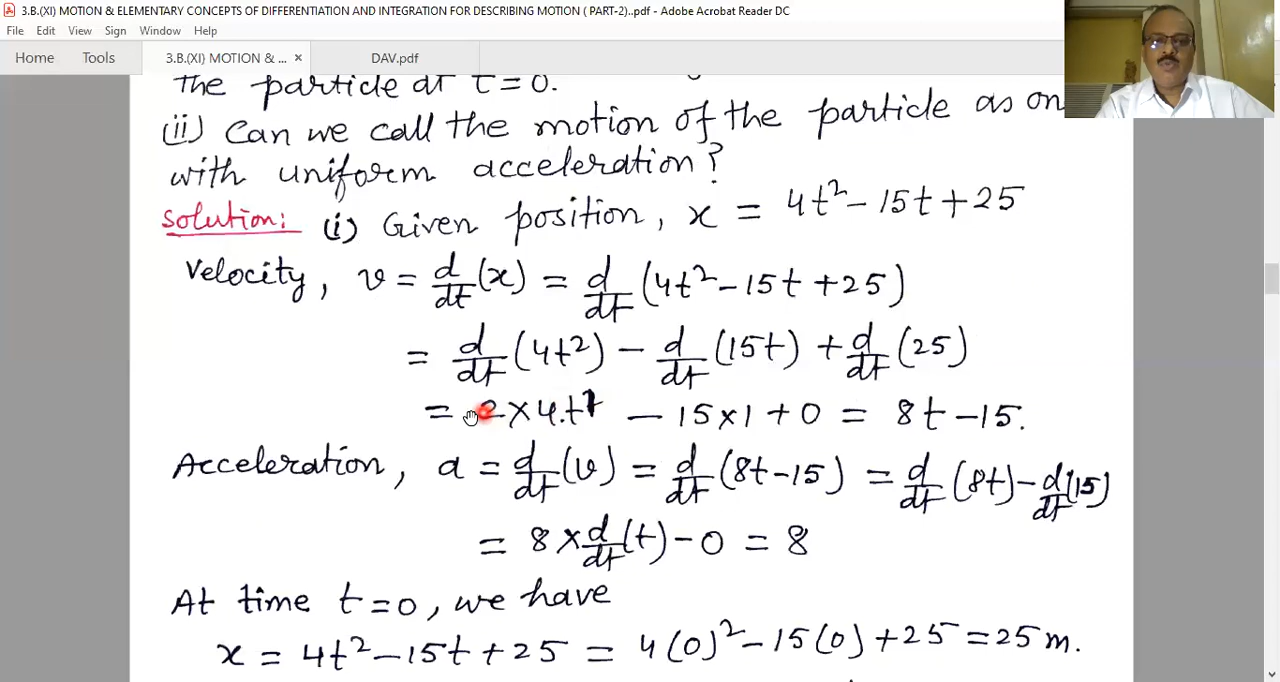 3.B.(XI) MOTION & ELEMENTARY CONCEPTS OF DIFFERENTIATION AND INTEGRATION FOR DESCRIBING MOTION ( PART-2)..pdf - Adobe Acrobat Reader DC
File Edit View Sign Window Help
Home Tools 3.B.(XI) MOTION & ... × DAV.pdf
the particle at t = 0.
(ii) Can we call the motion of the particle as on
with uniform acceleration?
Solution: (i) Given position, x = 4t² - 15t + 25
Velocity, v = d/dt (x) = d/dt (4t² - 15t + 25)
= d/dt (4t²) - d/dt (15t) + d/dt (25)
= 2 × 4.t¹ - 15 × 1 + 0 = 8t - 15.
Acceleration, a = d/dt (v) = d/dt (8t - 15) = d/dt (8t) - d/dt (15)
= 8 × d/dt (t) - 0 = 8
At time t = 0, we have
x = 4t² - 15t + 25 = 4(0)² - 15(0) + 25 = 25 m.